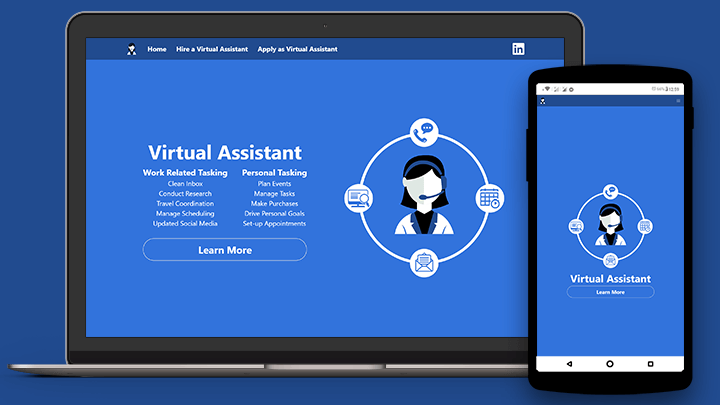 Home Hire a Virtual Assistant Apply as Virtual Assistant in
Virtual Assistant
Work Related Tasking Personal Tasking
Clean Inbox Plan Events
Conduct Research Manage Tasks
Travel Coordination Make Purchases
Manage Scheduling Drive Personal Goals
Updated Social Media Set-up Appointments
Learn More
Virtual Assistant
Learn More